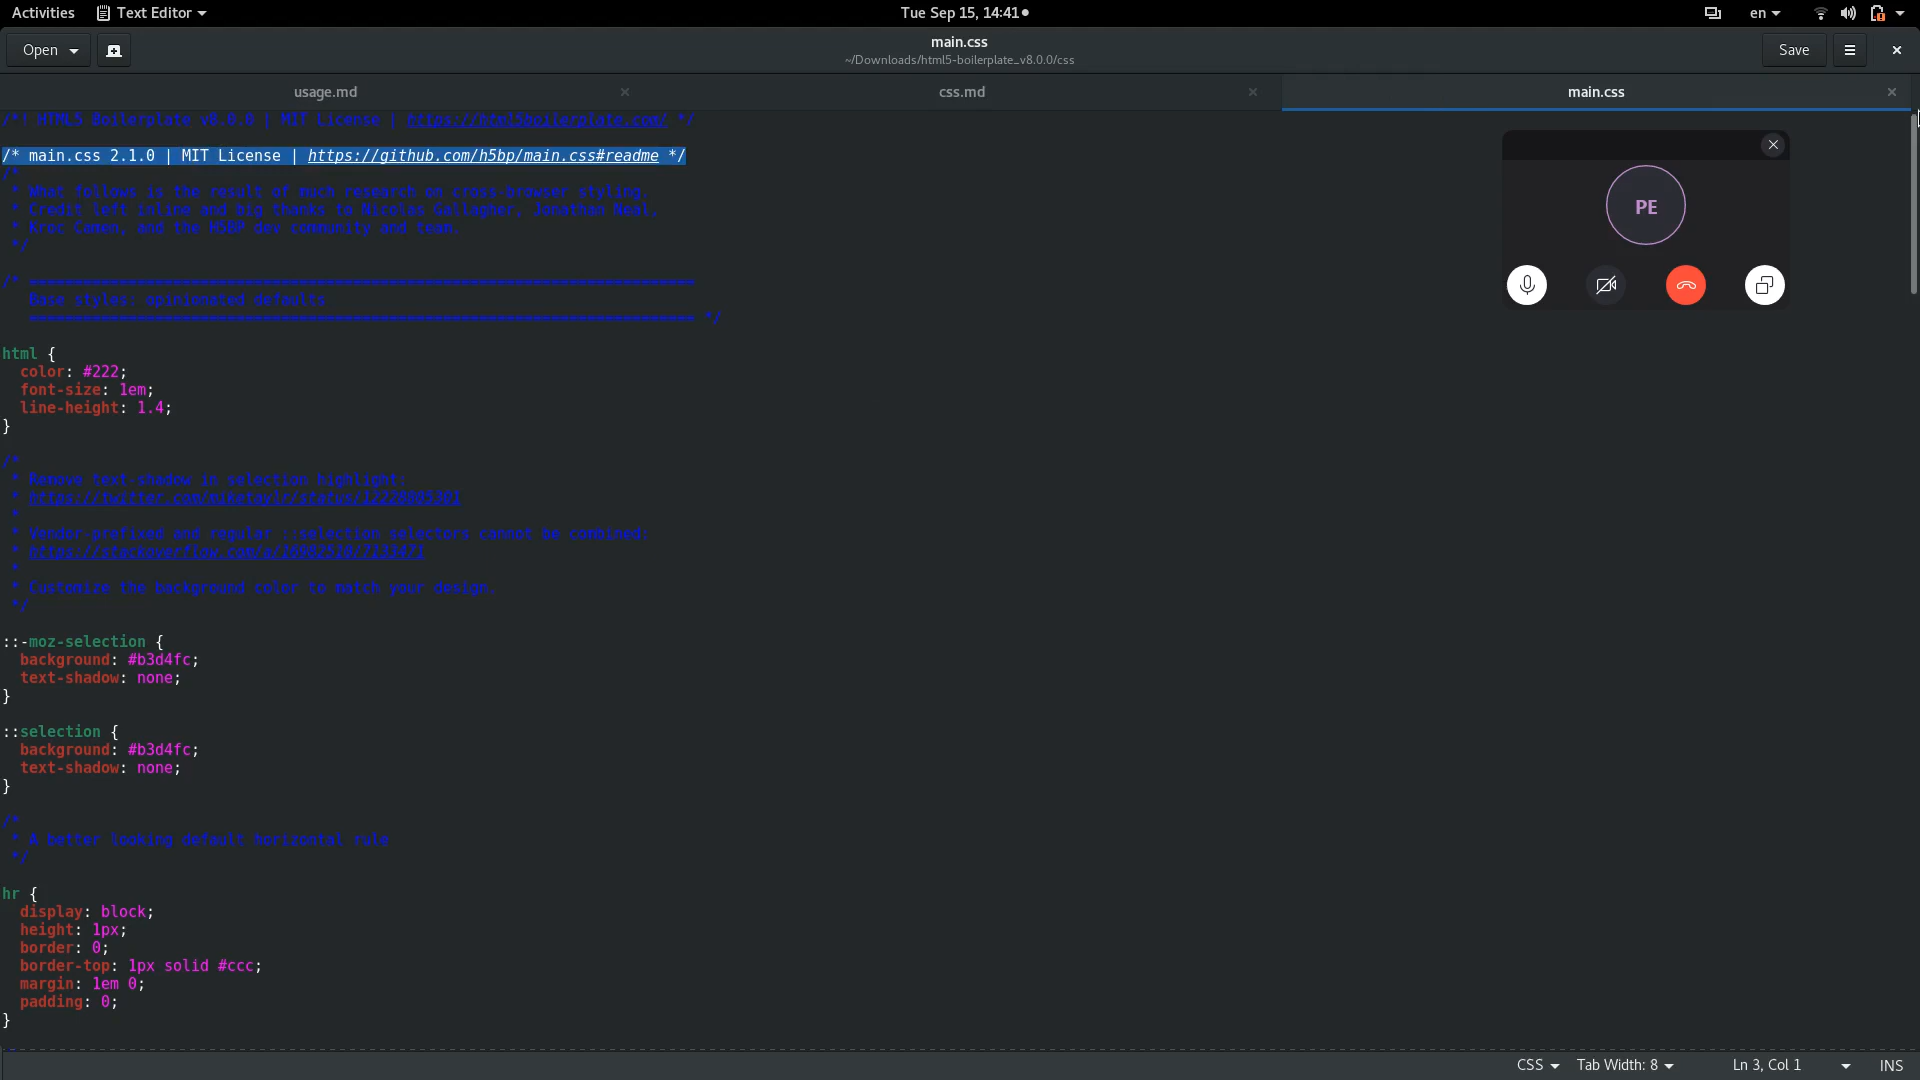 Activities Text Editor Tue Sep 15, 14:41 en
Open main.css Save
~/Downloads/html5-boilerplate_v8.0.0/css
usage.md css.md main.css
/*! HTML5 Boilerplate v8.0.0 | MIT License | https://html5boilerplate.com/ */
/* main.css 2.1.0 | MIT License | https://github.com/h5bp/main.css#readme */
/*
* What follows is the result of much research on cross-browser styling.
* Credit left inline and big thanks to Nicolas Gallagher, Jonathan Neal,
* Kroc Camen, and the H5BP dev community and team.
*/
/* ==========================================================================
Base styles: opinionated defaults
========================================================================== */
html {
color: #222;
font-size: 1em;
line-height: 1.4;
}
/*
* Remove text-shadow in selection highlight:
* https://twitter.com/miketaylr/status/12228805301
*
* Vendor-prefixed and regular ::selection selectors cannot be combined:
* https://stackoverflow.com/a/16982510/7133471
*
* Customize the background color to match your design.
*/
::-moz-selection {
background: #b3d4fc;
text-shadow: none;
}
::selection {
background: #b3d4fc;
text-shadow: none;
}
/*
* A better looking default horizontal rule
*/
hr {
display: block;
height: 1px;
border: 0;
border-top: 1px solid #ccc;
margin: 1em 0;
padding: 0;
}
PE
CSS Tab Width: 8 Ln 3, Col 1 INS